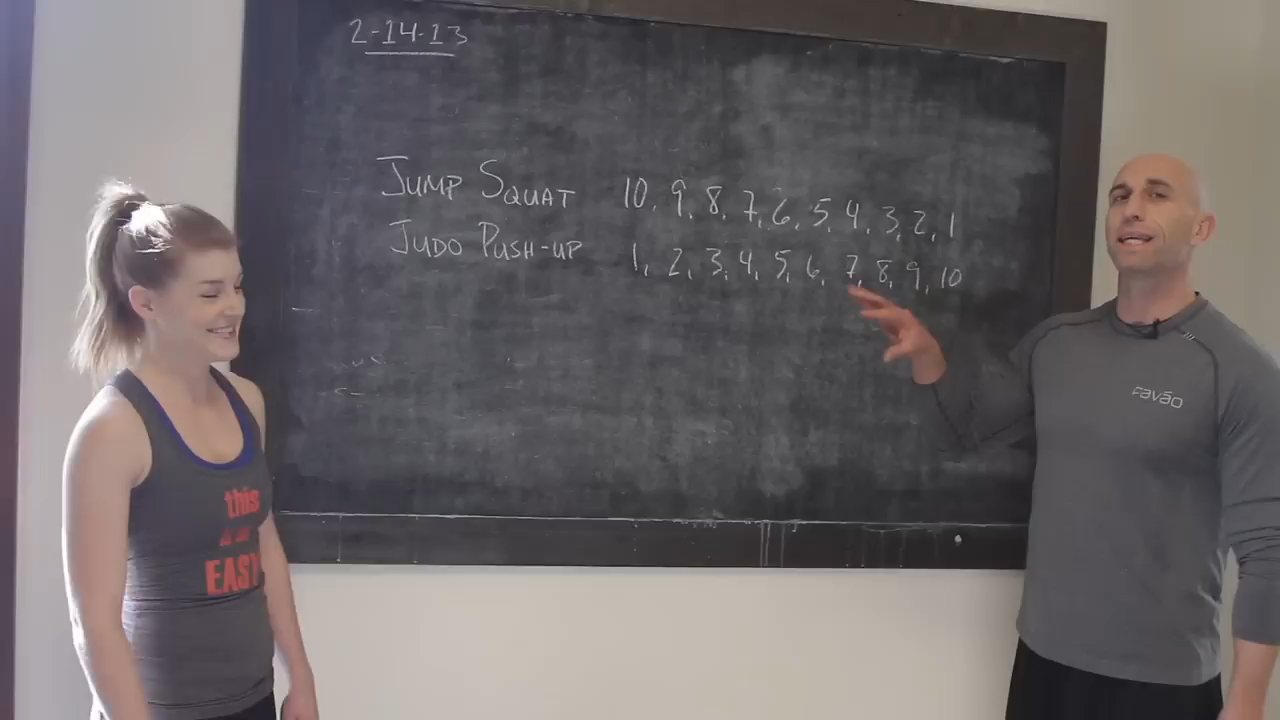 2-14-13
JUMP SQUAT 10, 9, 8, 7, 6, 5, 4, 3, 2, 1
JUDO PUSH-UP 1, 2, 3, 4, 5, 6, 7, 8, 9, 10
favāo
this
EASY